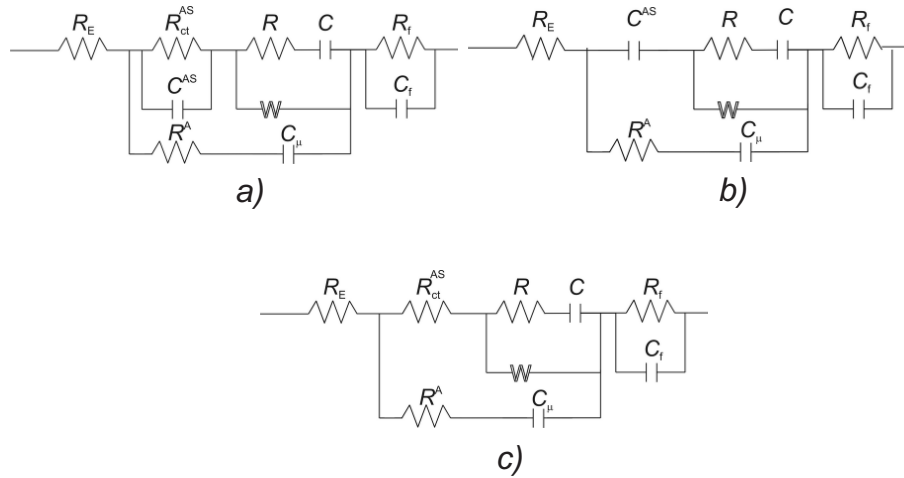 R_E R_ct^AS R C R_f
C^AS W C_f
R^A C_μ
a)
R_E C^AS R C R_f
W C_f
R^A C_μ
b)
R_E R_ct^AS R C R_f
W C_f
R^A C_μ
c)